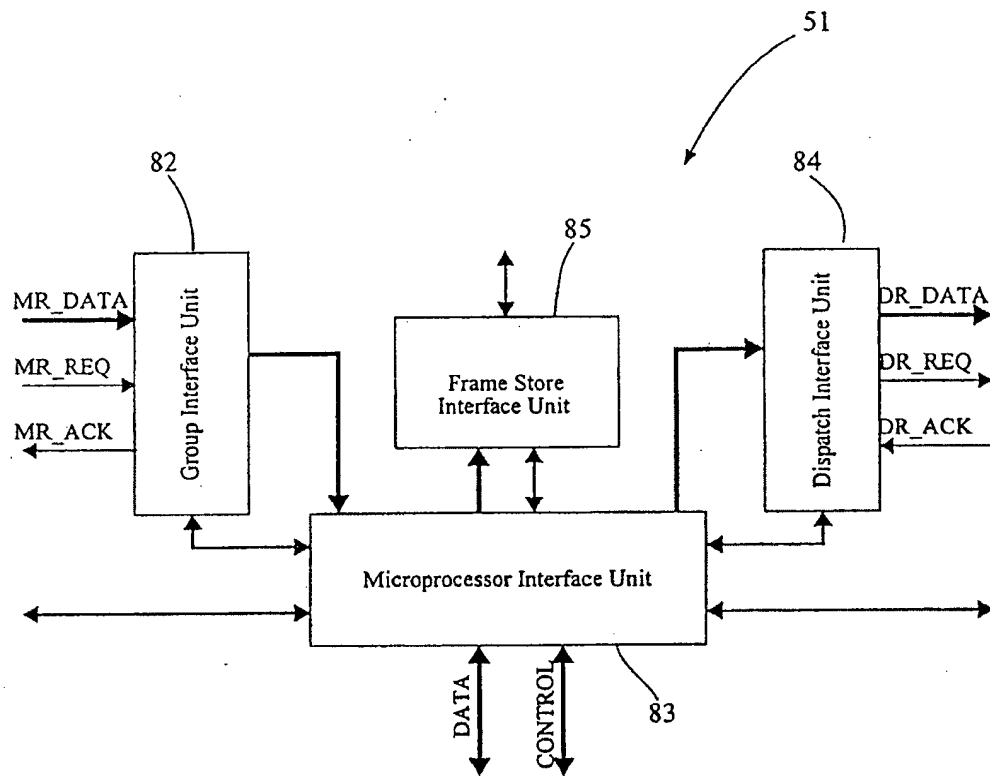 51
82
84
85
MR_DATA
MR_REQ
MR_ACK
Group Interface Unit
Frame Store
Interface Unit
Dispatch Interface Unit
DR_DATA
DR_REQ
DR_ACK
Microprocessor Interface Unit
83
DATA
CONTROL